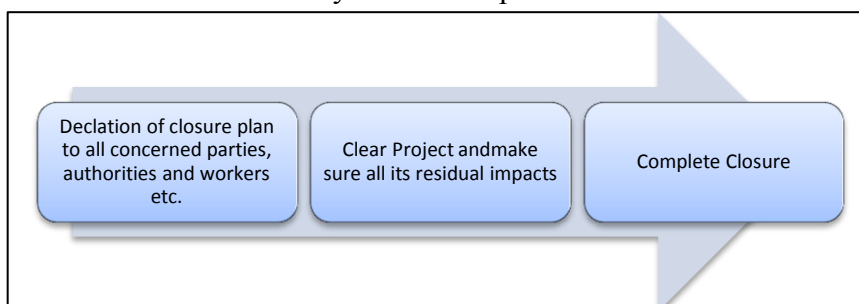 Declation of closure plan
to all concerned parties,
authorities and workers
etc.
Clear Project andmake
sure all its residual impacts
Complete Closure